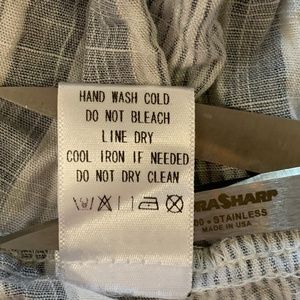 HAND WASH COLD
DO NOT BLEACH
LINE DRY
COOL IRON IF NEEDED
DO NOT DRY CLEAN
RASHARP
STAINLESS
MADE IN USA